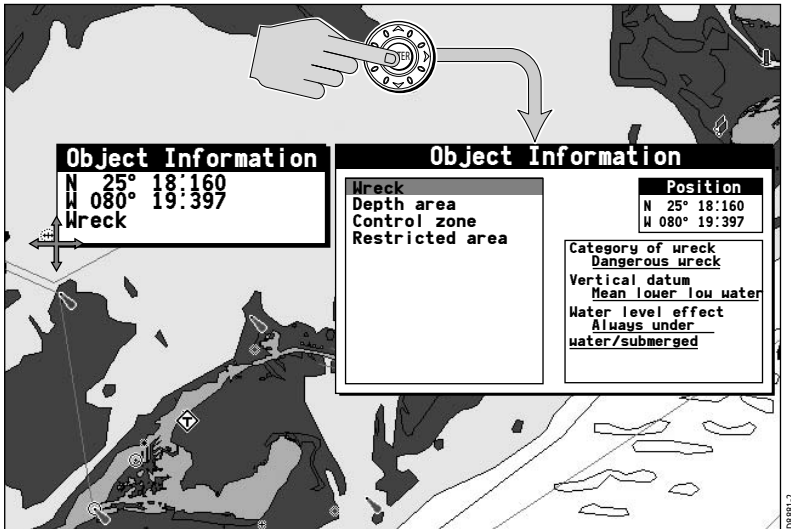 Object Information
N 25° 18.160
W 080° 19.397
Wreck
Object Information
Wreck
Depth area
Control zone
Restricted area
Position
N 25° 18.160
W 080° 19.397
Category of wreck
Dangerous wreck
Vertical datum
Mean lower low water
Water level effect
Always under
water/submerged
T
D8881-2